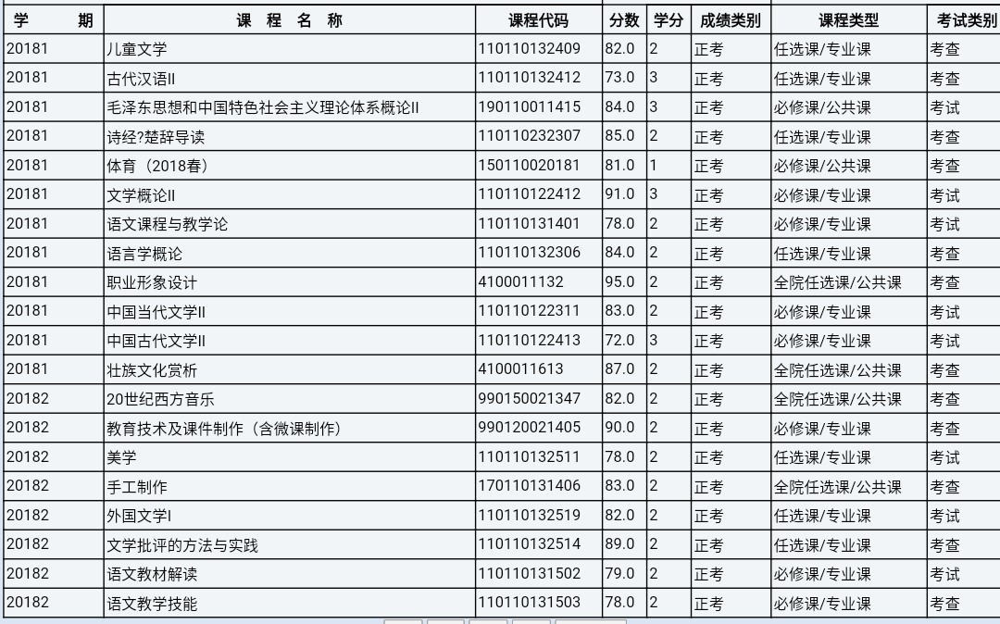 学 期 课 程 名 称 课程代码 分数 学分 成绩类别 课程类型 考试类别
20181 儿童文学 110110132409 82.0 2 正考 任选课/专业课 考查
20181 古代汉语II 110110132412 73.0 3 正考 任选课/专业课 考查
20181 毛泽东思想和中国特色社会主义理论体系概论II 190110011415 84.0 3 正考 必修课/公共课 考试
20181 诗经?楚辞导读 110110232307 85.0 2 正考 任选课/专业课 考查
20181 体育（2018春） 150110020181 81.0 1 正考 必修课/公共课 考查
20181 文学概论II 110110122412 91.0 3 正考 必修课/专业课 考试
20181 语文课程与教学论 110110131401 78.0 2 正考 必修课/专业课 考试
20181 语言学概论 110110132306 84.0 2 正考 任选课/专业课 考查
20181 职业形象设计 4100011132 95.0 2 正考 全院任选课/公共课 考查
20181 中国当代文学II 110110122311 83.0 2 正考 必修课/专业课 考试
20181 中国古代文学II 110110122413 72.0 3 正考 必修课/专业课 考试
20181 壮族文化赏析 4100011613 87.0 2 正考 全院任选课/公共课 考查
20182 20世纪西方音乐 990150021347 82.0 2 正考 全院任选课/公共课 考查
20182 教育技术及课件制作（含微课制作） 990120021405 90.0 2 正考 必修课/专业课 考查
20182 美学 110110132511 78.0 2 正考 任选课/专业课 考试
20182 手工制作 170110131406 83.0 2 正考 全院任选课/公共课 考查
20182 外国文学I 110110132519 82.0 2 正考 任选课/专业课 考试
20182 文学批评的方法与实践 110110132514 89.0 2 正考 任选课/专业课 考查
20182 语文教材解读 110110131502 79.0 2 正考 必修课/专业课 考试
20182 语文教学技能 110110131503 78.0 2 正考 必修课/专业课 考查